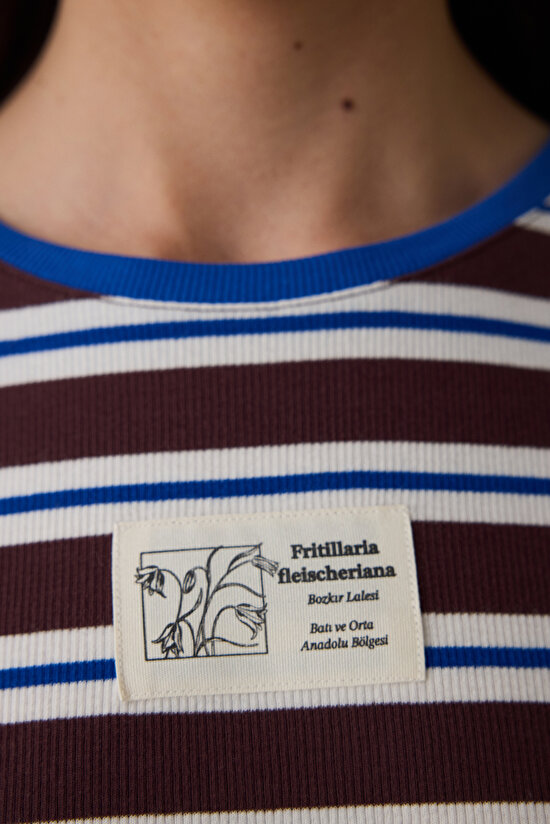 Fritillaria
fleischeriana
Bozkır Lalesi
Batı ve Orta
Anadolu Bölgesi